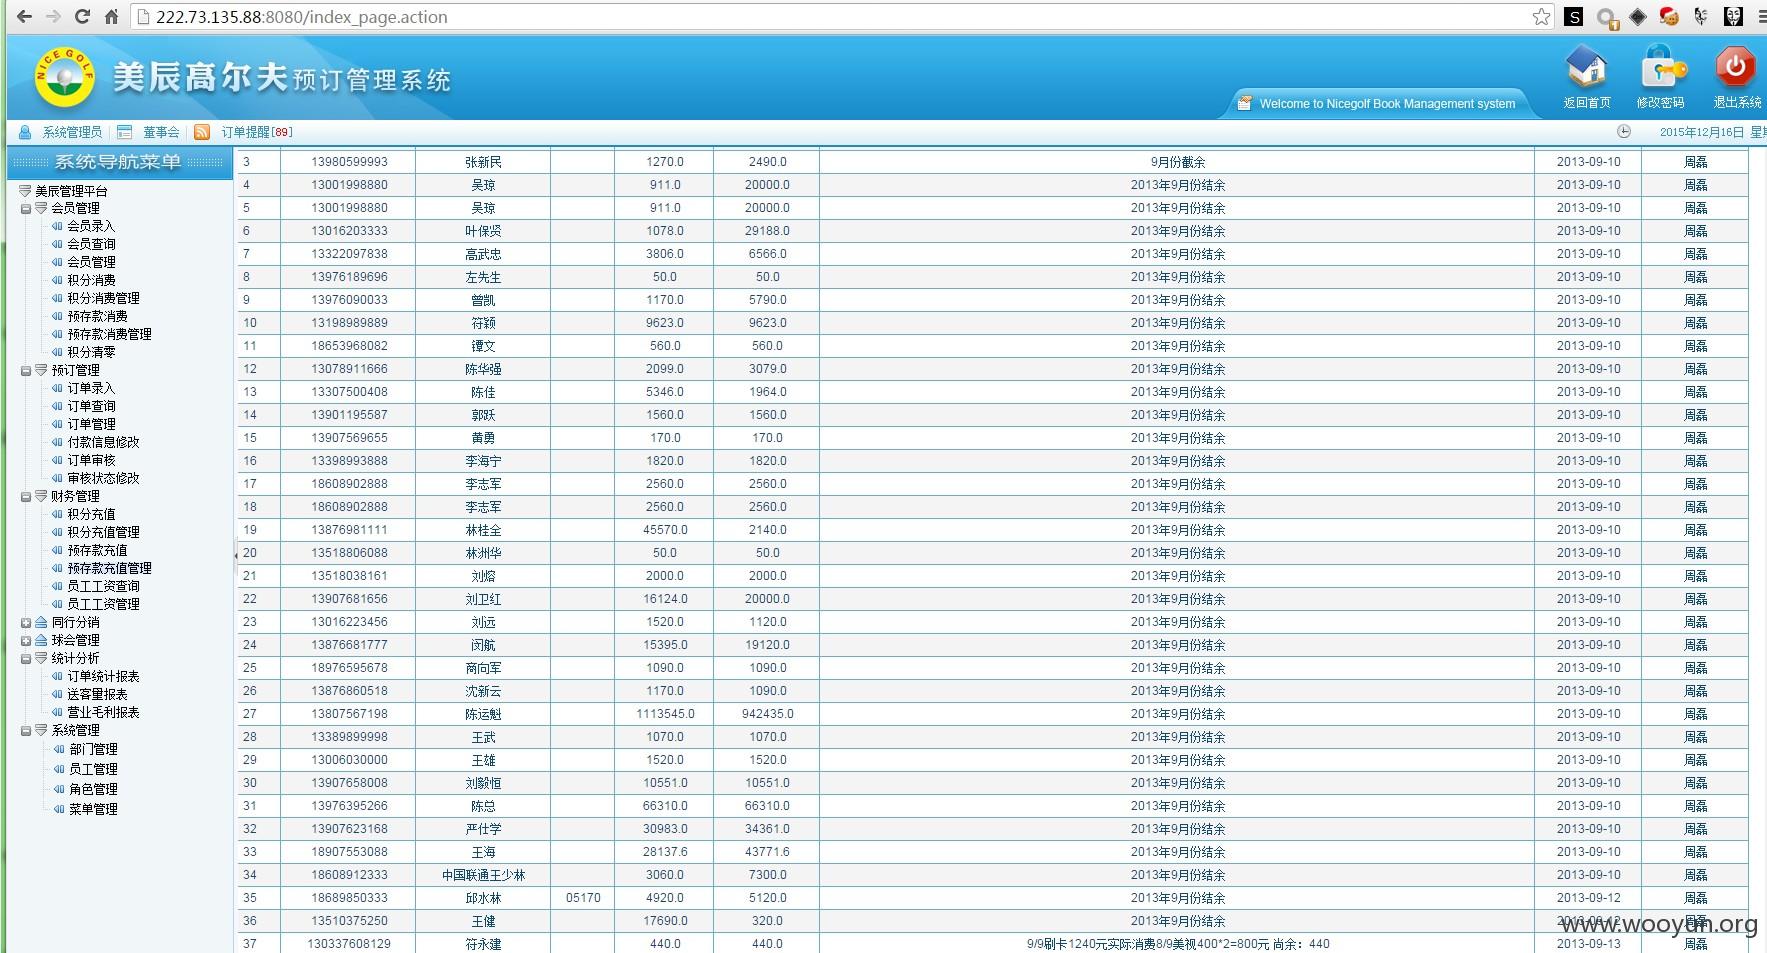 222.73.135.88:8080/index_page.action
NICE GOLF
美辰高尔夫预订管理系统
Welcome to Nicegolf Book Management system
返回首页 修改密码 退出系统
系统管理员 董事会 订单提醒[89]
2015年12月16日
系统导航菜单
美辰管理平台
会员管理
会员录入
会员查询
会员管理
积分消费
积分消费管理
预存款消费
预存款消费管理
积分清零
预订管理
订单录入
订单查询
订单管理
付款信息修改
订单审核
审核状态修改
财务管理
积分充值
积分充值管理
预存款充值
预存款充值管理
员工工资查询
员工工资管理
同行分销
球会管理
统计分析
订单统计报表
送客量报表
营业毛利报表
系统管理
部门管理
员工管理
角色管理
菜单管理
3 13980599993 张新民 1270.0 2490.0 9月份截余 2013-09-10 周磊
4 13001998880 吴琼 911.0 20000.0 2013年9月份结余 2013-09-10 周磊
5 13001998880 吴琼 911.0 20000.0 2013年9月份结余 2013-09-10 周磊
6 13016203333 叶保贤 1078.0 29188.0 2013年9月份结余 2013-09-10 周磊
7 13322097838 高武忠 3806.0 6566.0 2013年9月份结余 2013-09-10 周磊
8 13976189696 左先生 50.0 50.0 2013年9月份结余 2013-09-10 周磊
9 13976090033 曾凯 1170.0 5790.0 2013年9月份结余 2013-09-10 周磊
10 13198989889 符颖 9623.0 9623.0 2013年9月份结余 2013-09-10 周磊
11 18653968082 镡文 560.0 560.0 2013年9月份结余 2013-09-10 周磊
12 13078911666 陈华强 2099.0 3079.0 2013年9月份结余 2013-09-10 周磊
13 13307500408 陈佳 5346.0 1964.0 2013年9月份结余 2013-09-10 周磊
14 13901195587 郭跃 1560.0 1560.0 2013年9月份结余 2013-09-10 周磊
15 13907569655 黄勇 170.0 170.0 2013年9月份结余 2013-09-10 周磊
16 13398993888 李海宁 1820.0 1820.0 2013年9月份结余 2013-09-10 周磊
17 18608902888 李志军 2560.0 2560.0 2013年9月份结余 2013-09-10 周磊
18 18608902888 李志军 2560.0 2560.0 2013年9月份结余 2013-09-10 周磊
19 13876981111 林桂全 45570.0 2140.0 2013年9月份结余 2013-09-10 周磊
20 13518806088 林洲华 50.0 50.0 2013年9月份结余 2013-09-10 周磊
21 13518038161 刘熔 2000.0 2000.0 2013年9月份结余 2013-09-10 周磊
22 13907681656 刘卫红 16124.0 20000.0 2013年9月份结余 2013-09-10 周磊
23 13016223456 刘远 1520.0 1120.0 2013年9月份结余 2013-09-10 周磊
24 13876681777 闵航 15395.0 19120.0 2013年9月份结余 2013-09-10 周磊
25 18976595678 商向军 1090.0 1090.0 2013年9月份结余 2013-09-10 周磊
26 13876860518 沈新云 1170.0 1090.0 2013年9月份结余 2013-09-10 周磊
27 13807567198 陈运魁 1113545.0 942435.0 2013年9月份结余 2013-09-10 周磊
28 13389899998 王武 1070.0 1070.0 2013年9月份结余 2013-09-10 周磊
29 13006030000 王雄 1520.0 1520.0 2013年9月份结余 2013-09-10 周磊
30 13907658008 刘毅恒 10551.0 10551.0 2013年9月份结余 2013-09-10 周磊
31 13976395266 陈总 66310.0 66310.0 2013年9月份结余 2013-09-10 周磊
32 13907623168 严仕学 30983.0 34361.0 2013年9月份结余 2013-09-10 周磊
33 18907553088 王海 28137.6 43771.6 2013年9月份结余 2013-09-10 周磊
34 18608912333 中国联通王少林 3060.0 7300.0 2013年9月份结余 2013-09-10 周磊
35 18689850333 邱水林 05170 4920.0 5120.0 2013年9月份结余 2013-09-12 周磊
36 13510375250 王健 17690.0 320.0 2013年9月份结余 2013-09-12 周磊
37 130337608129 符永建 440.0 440.0 9/9刷卡1240元实际消费8/9美视400*2=800元 尚余：440 2013-09-13 周磊
www.wooyun.org